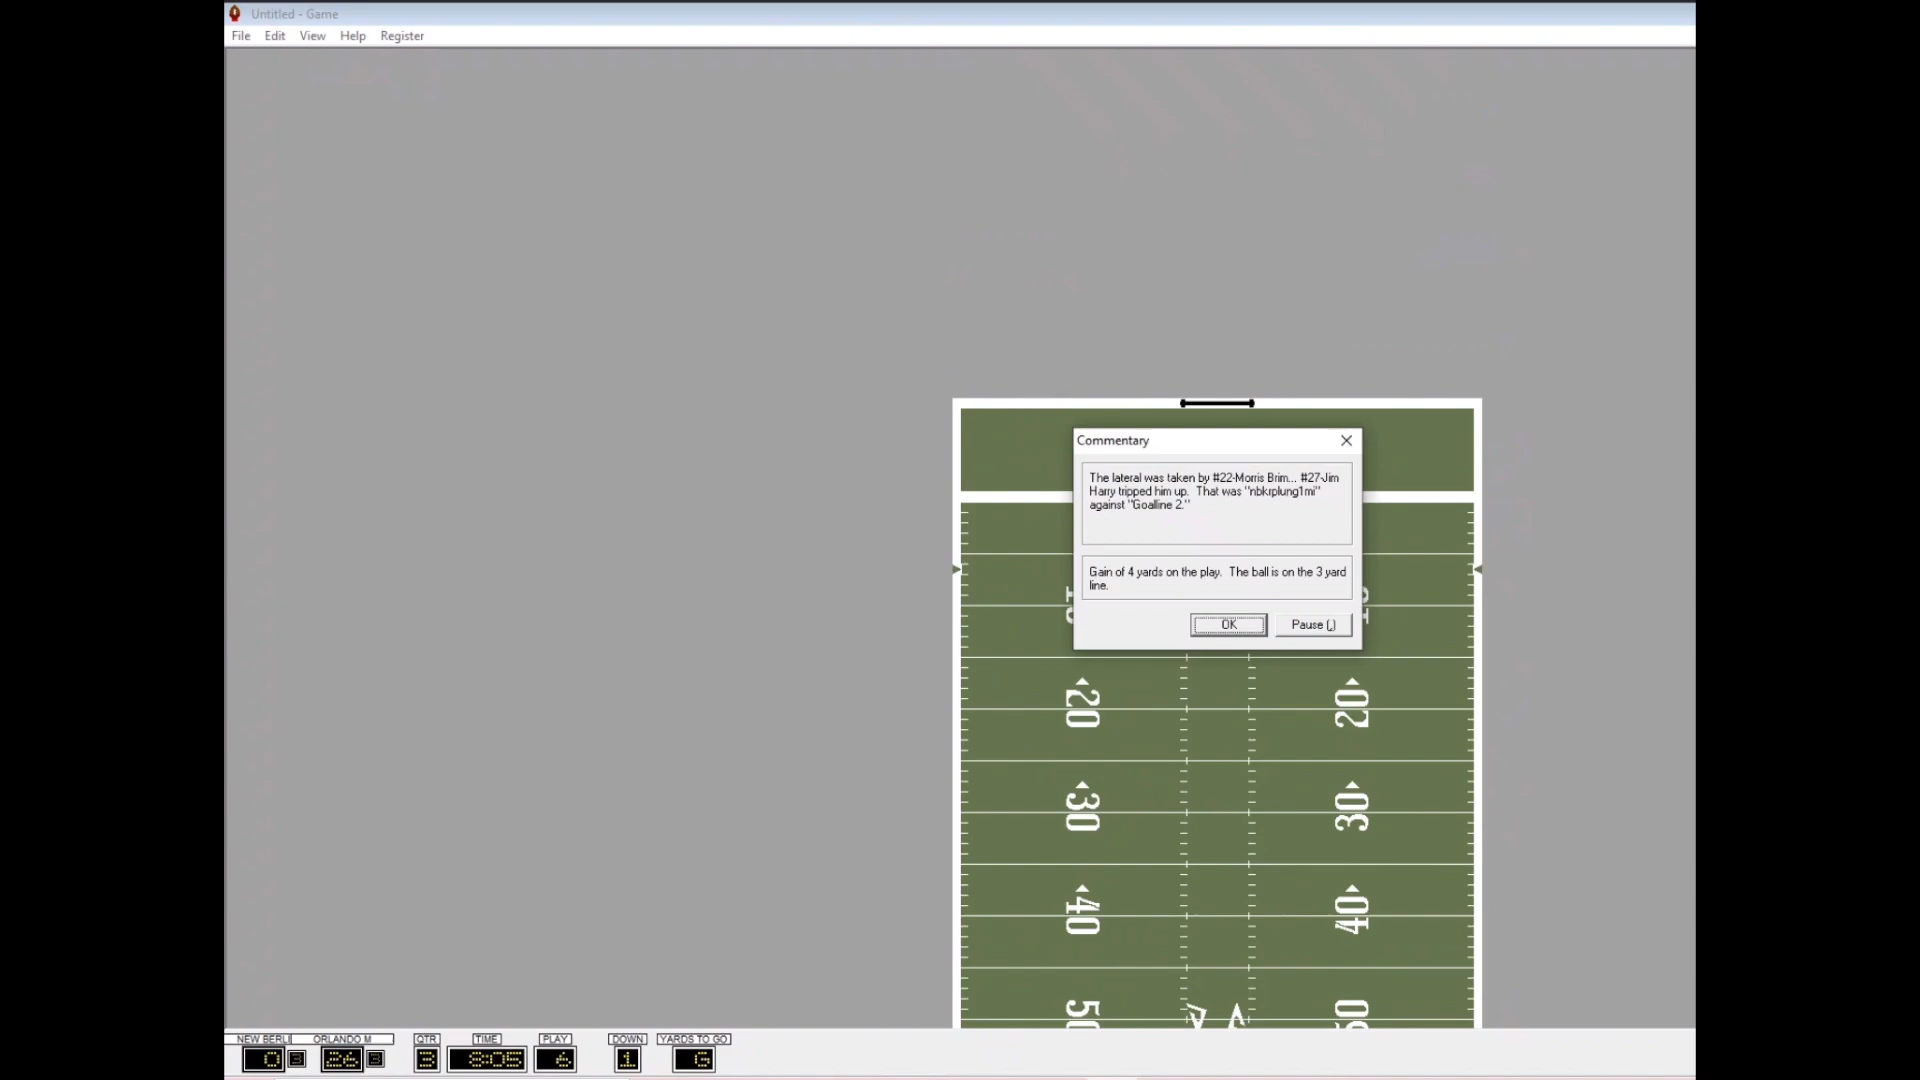 Untitled - Game
File Edit View Help Register
Commentary
The lateral was taken by #22-Morris Brim... #27-Jim
Harry tripped him up. That was "nbkrplung1mi"
against "Goalline 2."
Gain of 4 yards on the play. The ball is on the 3 yard
line.
OK Pause (,)
20 20
30 30
40 40
NEW BERLI ORLANDO M QTR TIME PLAY DOWN YARDS TO GO
0 3 26 3 3 8:05 6 1 G